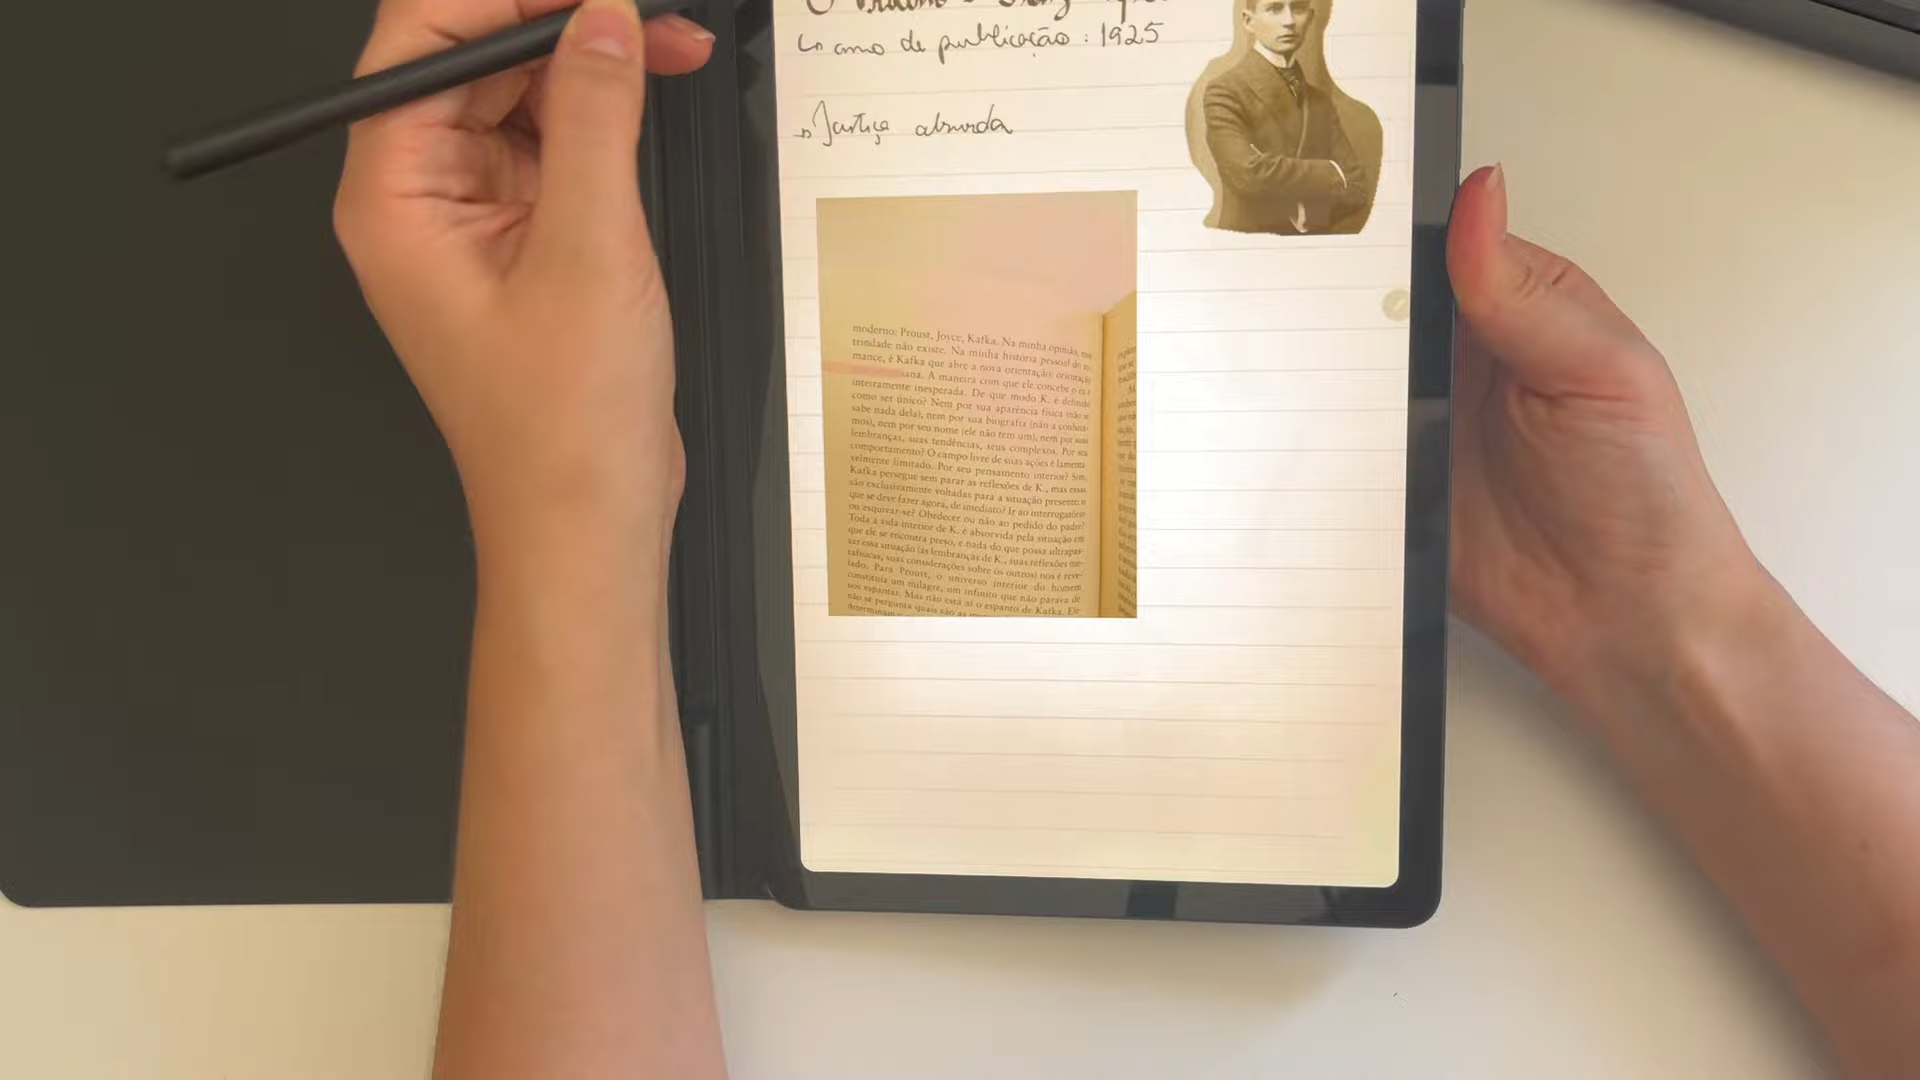 O
↳ ano de publicação : 1925
↳ Justiça absurda
moderno: Proust, Joyce, Kafka. Na minha opinião,
trindade não existe. Na minha história pessoal do
mance, é Kafka que abre a nova orientação: orientação
iana. A maneira com que ele concebe o
inteiramente inesperada. De que modo K. é definido
como ser único? Nem por sua aparência física (não se
sabe nada dela), nem por sua biografia (não a conhece-
mos), nem por seu nome (ele não tem um), nem por suas
lembranças, suas tendências, seus complexos. Por seu
comportamento? O campo livre de suas ações é lamenta-
velmente limitado. Por seu pensamento interior? Sim,
Kafka persegue sem parar as reflexões de K., mas essas
são exclusivamente voltadas para a situação presente: o
que se deve fazer agora, de imediato? Ir ao interrogatório
ou esquivar-se? Obedecer ou não ao pedido do padre?
Toda a vida interior de K. é absorvida pela situação em
que ele se encontra preso, e nada do que possa ultrapas-
sar essa situação (as lembranças de K., suas reflexões me-
tafísicas, suas considerações sobre os outros) nos é reve-
lado. Para Proust, o universo interior do homem
constituía um milagre, um infinito que não parava de
nos espantar. Mas não está aí o espanto de Kafka. Ele
não se pergunta quais são as